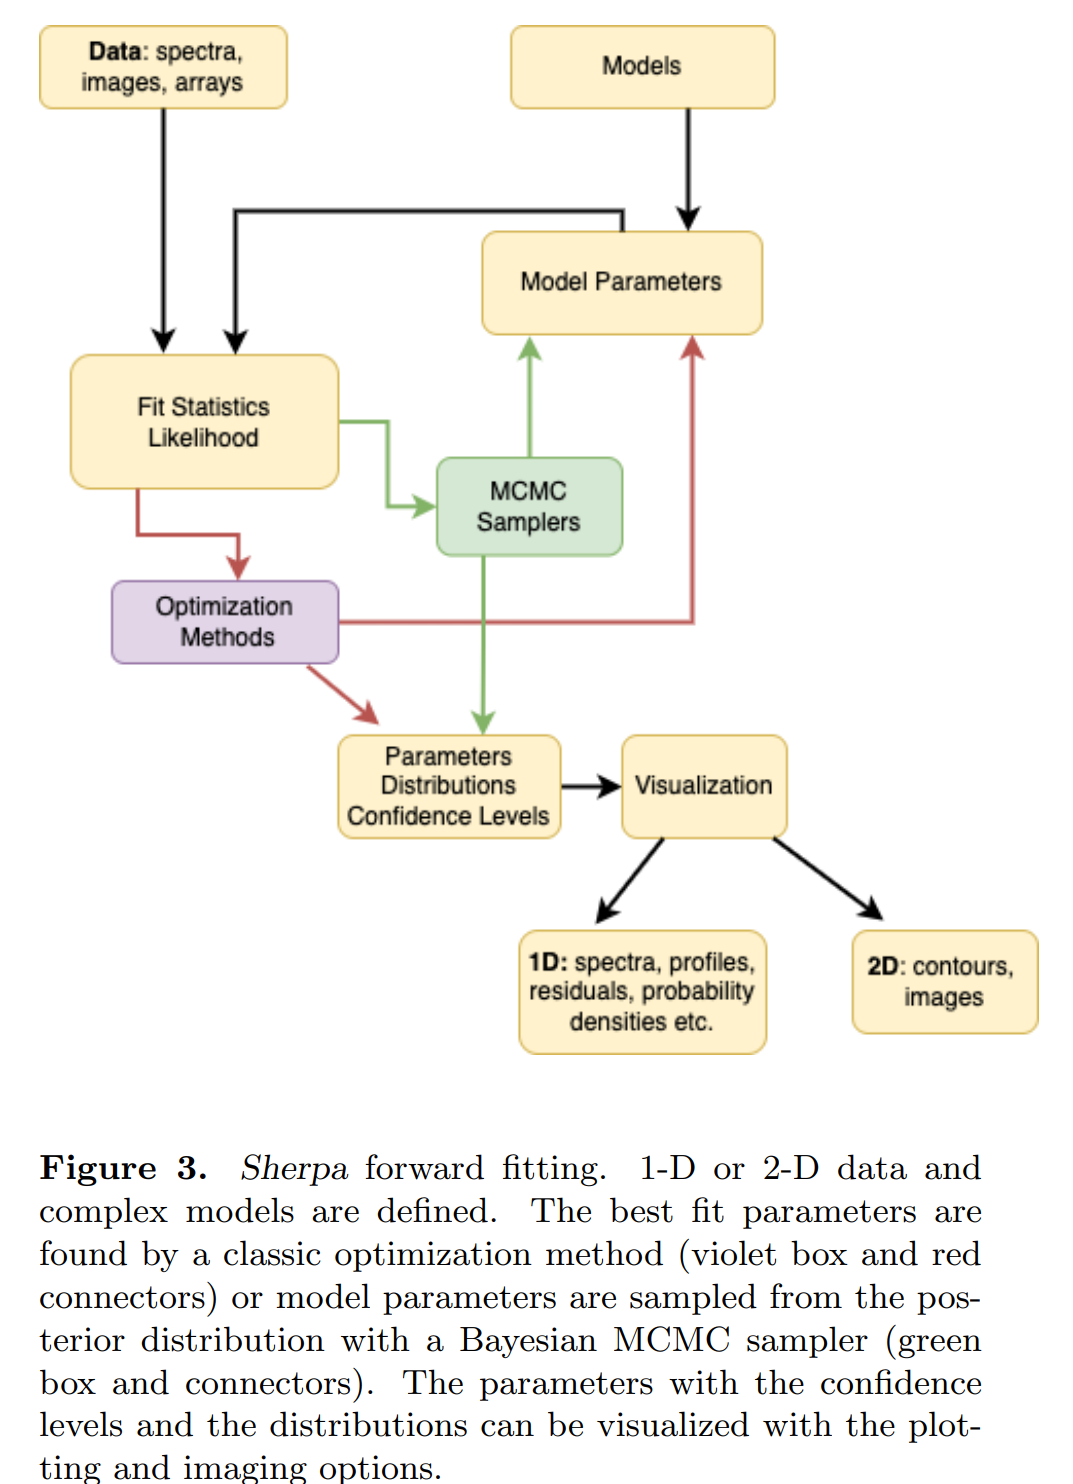 Data: spectra,
images, arrays
Models
Model Parameters
Fit Statistics
Likelihood
MCMC
Samplers
Optimization
Methods
Parameters
Distributions
Confidence Levels
Visualization
1D: spectra, profiles,
residuals, probability
densities etc.
2D: contours,
images
Figure 3. Sherpa forward fitting. 1-D or 2-D data and
complex models are defined. The best fit parameters are
found by a classic optimization method (violet box and red
connectors) or model parameters are sampled from the pos-
terior distribution with a Bayesian MCMC sampler (green
box and connectors). The parameters with the confidence
levels and the distributions can be visualized with the plot-
ting and imaging options.